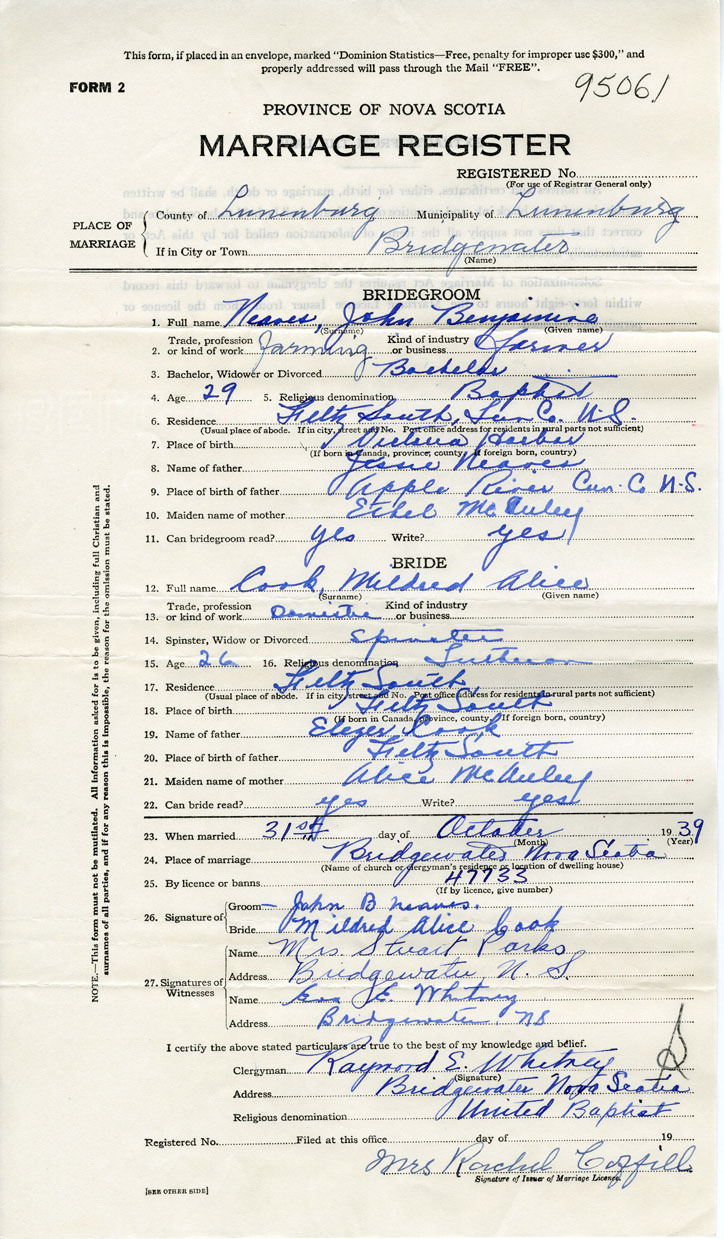 This form, if placed in an envelope, marked "Dominion Statistics—Free, penalty for improper use $300," and
properly addressed will pass through the Mail "FREE".
FORM 2
95061
PROVINCE OF NOVA SCOTIA
MARRIAGE REGISTER
REGISTERED No.
(For use of Registrar General only)
PLACE OF MARRIAGE
County of Lunenburg Municipality of Lunenburg
If in City or Town Bridgewater
(Name)
BRIDEGROOM
1. Full name Neaves, John Benjamine
(Surname) (Given name)
2. Trade, profession or kind of work farming Kind of industry or business farmer
3. Bachelor, Widower or Divorced Bachelor
4. Age 29 5. Religious denomination Baptist
6. Residence Feltz South, Lun Co. N.S.
(Usual place of abode. If in city, street and No. Post office address for residents in rural parts not sufficient)
7. Place of birth Victoria Harbor
(If born in Canada, province; county; if foreign born, country)
8. Name of father Jesse Neaves
9. Place of birth of father Apple River Cum. Co N.S.
10. Maiden name of mother Ethel McAuley
11. Can bridegroom read? yes Write? yes
BRIDE
12. Full name Cook, Mildred Alice
(Surname) (Given name)
13. Trade, profession or kind of work Domestic Kind of industry or business
14. Spinster, Widow or Divorced Spinster
15. Age 26 16. Religious denomination Lutheran
17. Residence Feltz South
(Usual place of abode. If in city, street and No. Post office address for residents in rural parts not sufficient)
18. Place of birth Feltz South
(If born in Canada, province, county; if foreign born, country)
19. Name of father Cook
20. Place of birth of father Feltz South
21. Maiden name of mother Alice McAuley
22. Can bride read? yes Write? yes
23. When married 31st day of October 1939
(Month) (Year)
24. Place of marriage Bridgewater Nova Scotia
(Name of church or clergyman's residence or location of dwelling house)
25. By licence or banns 47733
(If by licence, give number)
26. Signature of
Groom John B Neaves.
Bride Mildred Alice Cook
27. Signatures of Witnesses
Name Mrs. Stuart Parks
Address Bridgewater, N. S.
Name Eva E. Whitney
Address Bridgewater, NS
I certify the above stated particulars are true to the best of my knowledge and belief.
Clergyman Raymond E. Whitney
(Signature)
Address Bridgewater Nova Scotia
Religious denomination United Baptist
Registered No. Filed at this office day of 19
Mrs Rachel
Signature of Issuer of Marriage Licence.
[SEE OTHER SIDE]
NOTE.—This form must not be mutilated. All information asked for is to be given, including full Christian and
surnames of all parties, and if for any reason this is impossible, the reason for the omission must be stated.